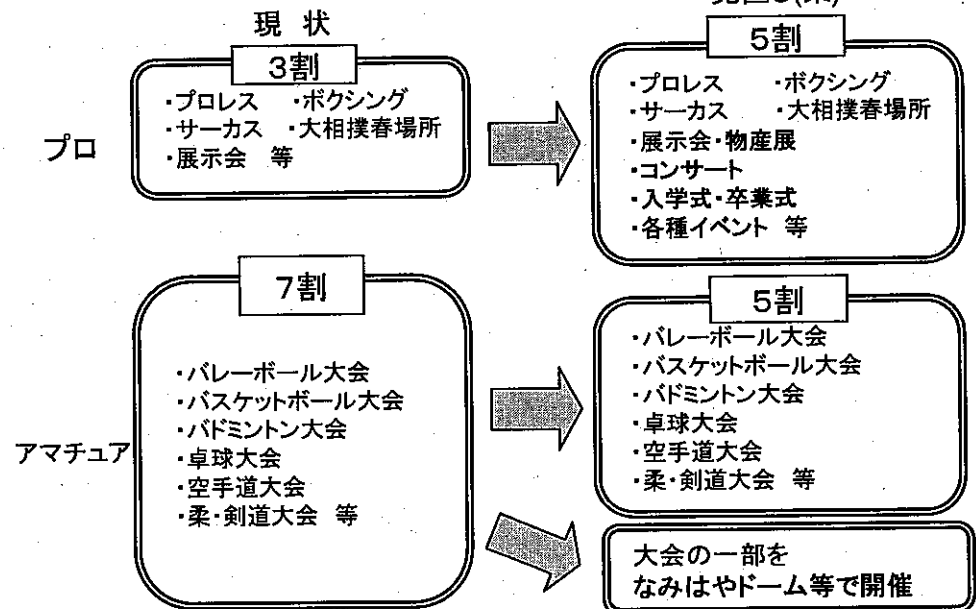 現 状
3割
・プロレス ・ボクシング
・サーカス ・大相撲春場所
・展示会 等
プロ
5割
・プロレス ・ボクシング
・サーカス ・大相撲春場所
・展示会・物産展
・コンサート
・入学式・卒業式
・各種イベント 等
7割
・バレーボール大会
・バスケットボール大会
・バドミントン大会
・卓球大会
・空手道大会
・柔・剣道大会 等
アマチュア
5割
・バレーボール大会
・バスケットボール大会
・バドミントン大会
・卓球大会
・空手道大会
・柔・剣道大会 等
大会の一部を
なみはやドーム等で開催